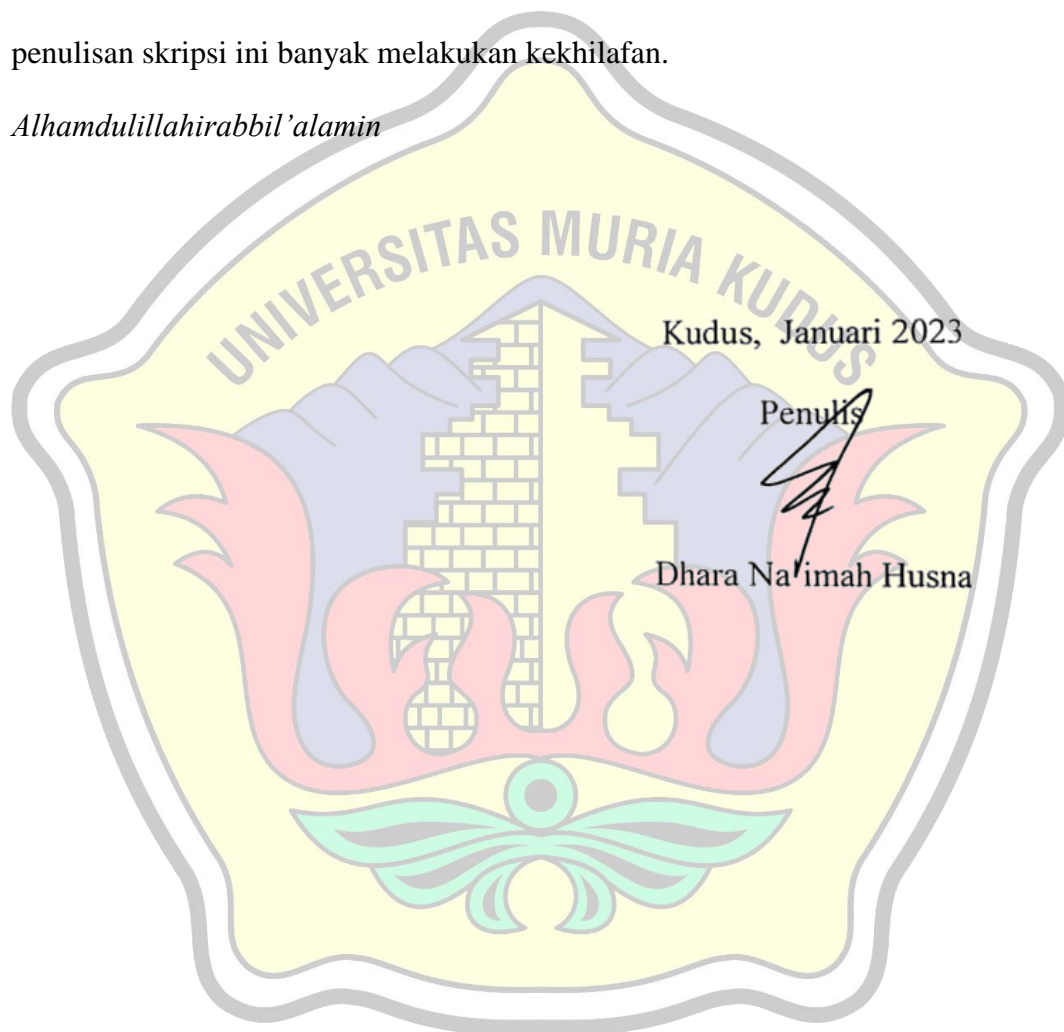 penulisan skripsi ini banyak melakukan kekhilafan.
Alhamdulillahirabbil’alamin
UNIVERSITAS MURIA KUDUS
Kudus, Januari 2023
Penulis
Dhara Na'imah Husna